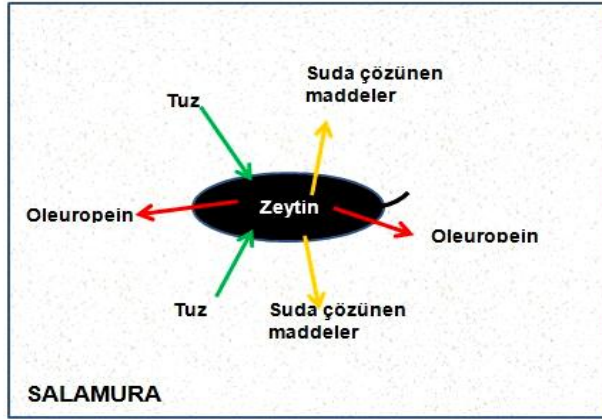 Suda çözünen
maddeler
Tuz
Zeytin
Oleuropein
Oleuropein
Tuz
Suda çözünen
maddeler
SALAMURA